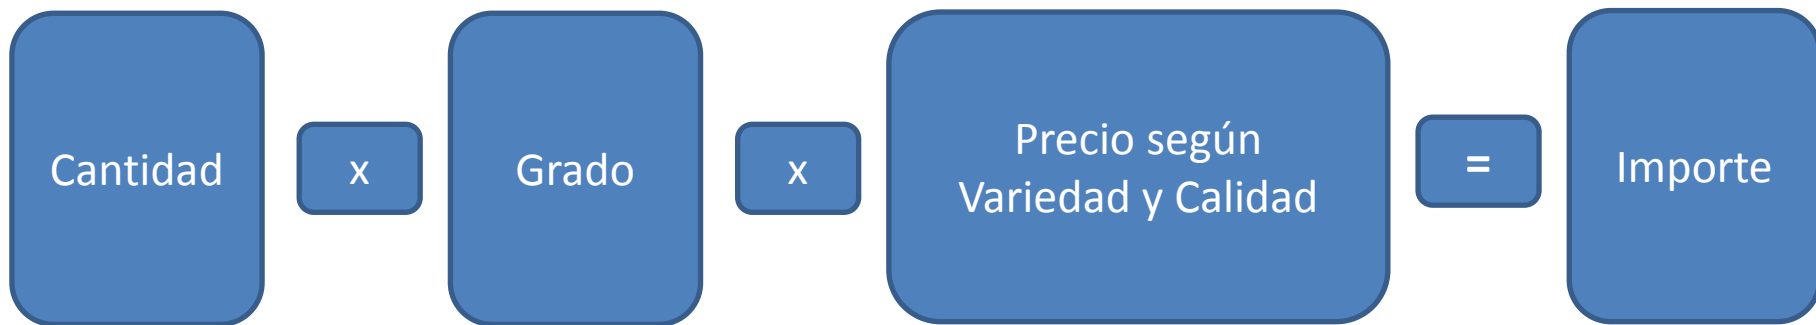 Cantidad
x
Grado
x
Precio según
Variedad y Calidad
=
Importe